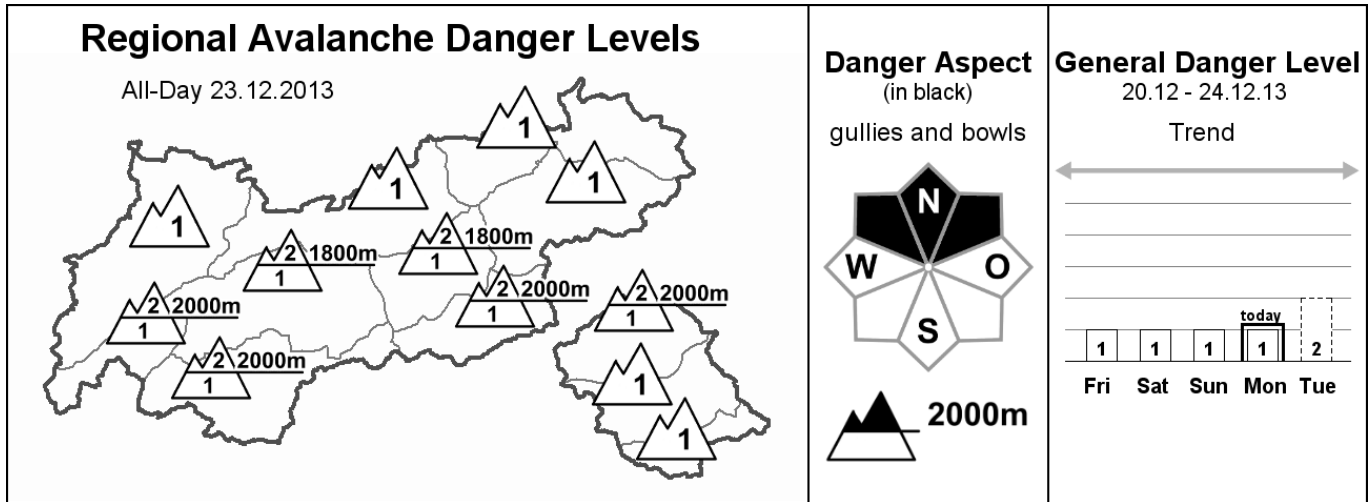 Regional Avalanche Danger Levels
All-Day 23.12.2013
1
1
1
1
1
2 1800m
1
2 1800m
1
2 2000m
1
2 2000m
1
2 2000m
1
2 2000m
1
1
1
Danger Aspect
(in black)
gullies and bowls
N
W O
S
2000m
General Danger Level
20.12 - 24.12.13
Trend
today
1 1 1 1 2
Fri Sat Sun Mon Tue